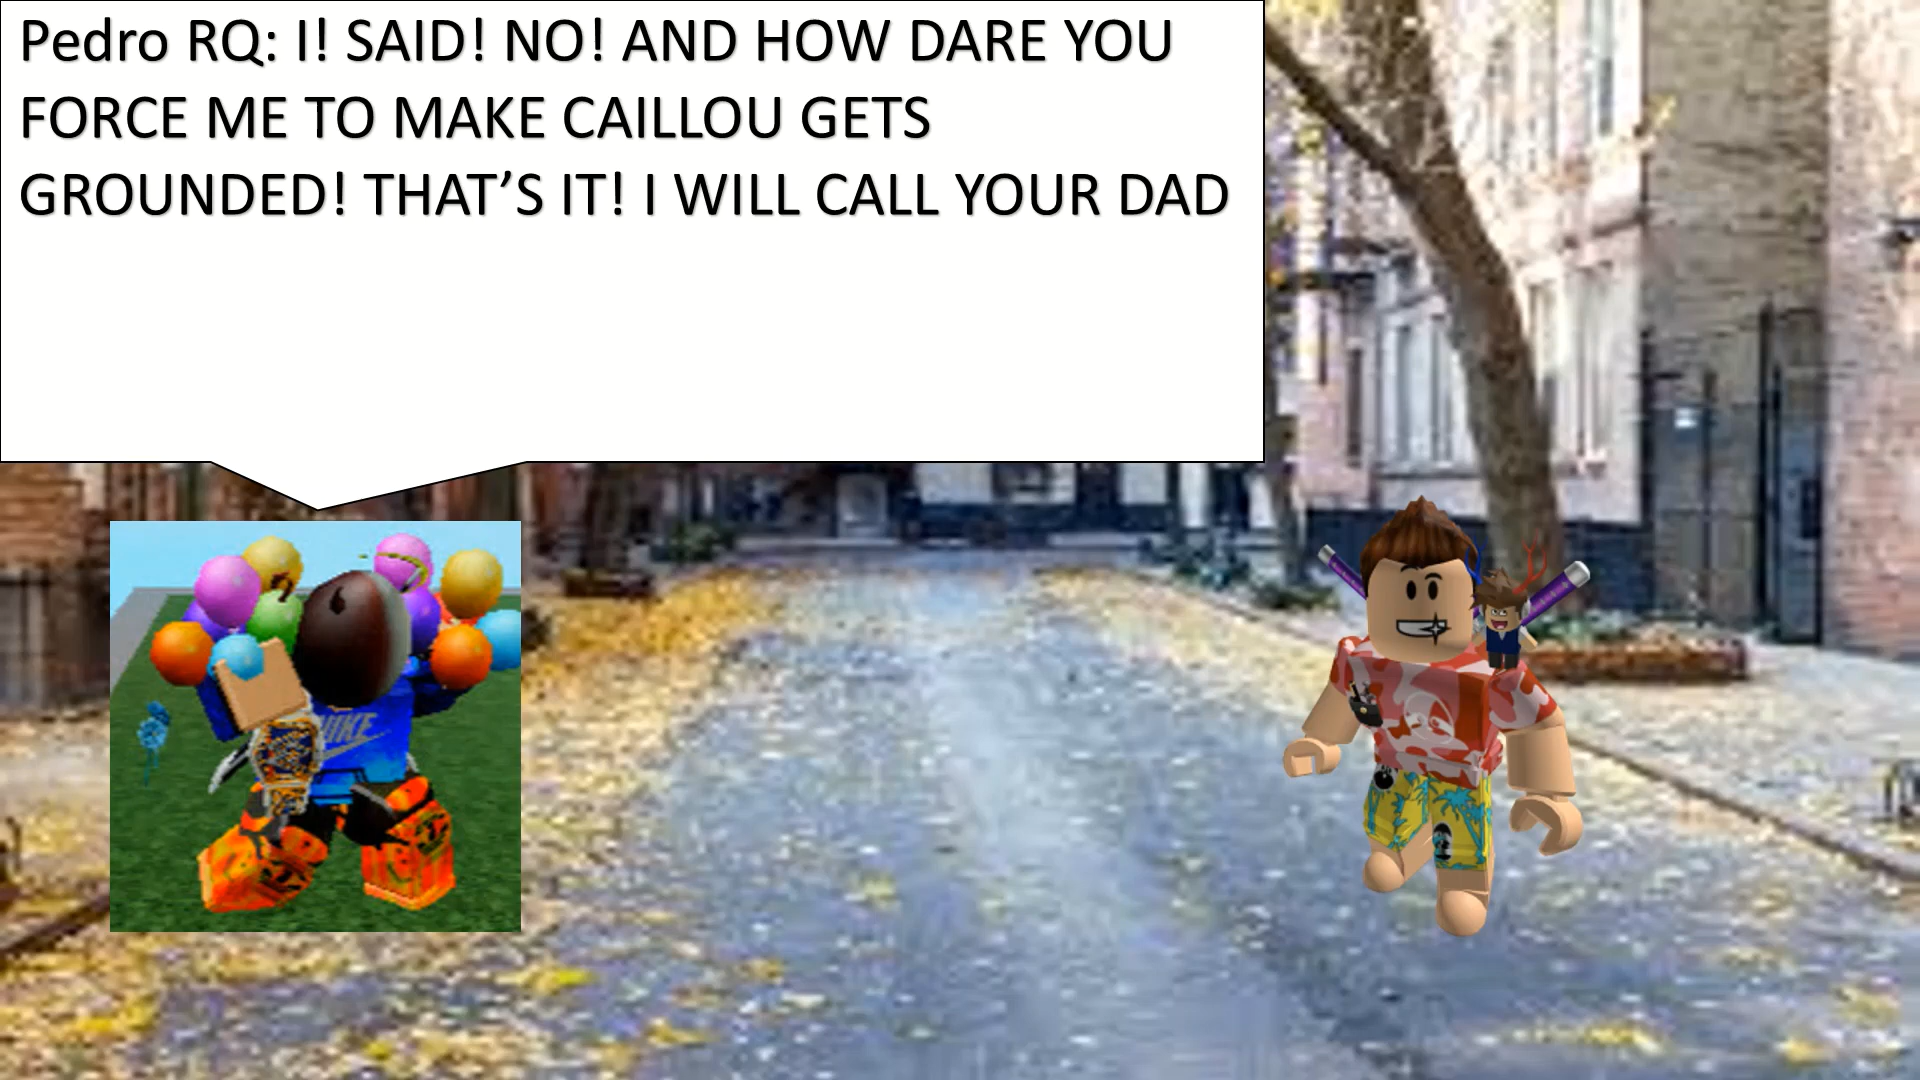 Pedro RQ: I! SAID! NO! AND HOW DARE YOU
FORCE ME TO MAKE CAILLOU GETS
GROUNDED! THAT’S IT! I WILL CALL YOUR DAD
NIKE